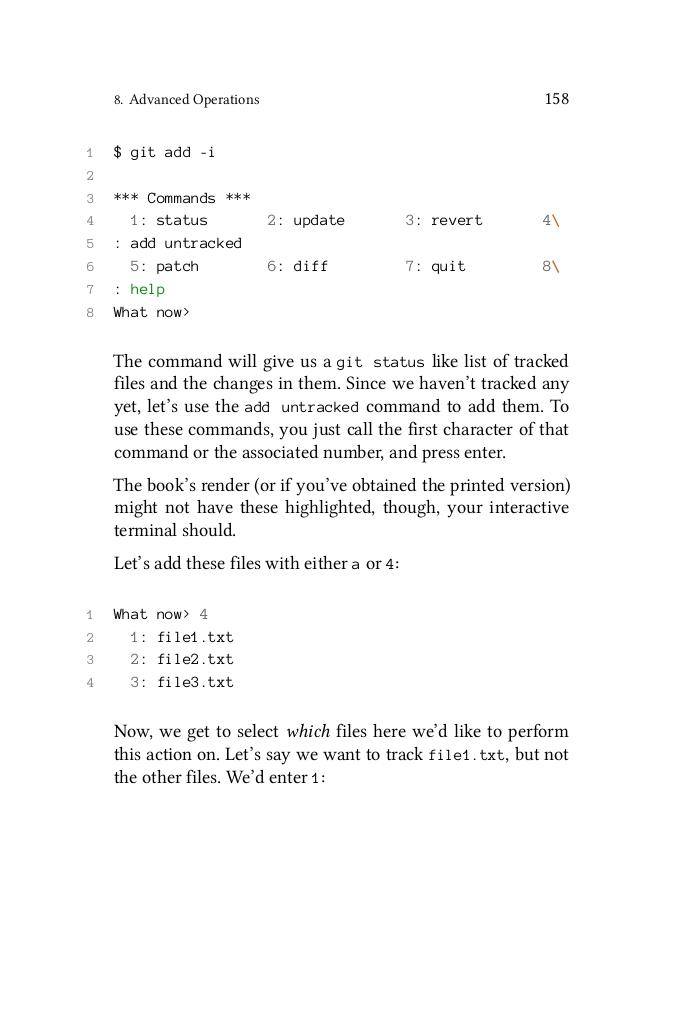 8. Advanced Operations 158
1 $ git add -i
2
3 *** Commands ***
4   1: status       2: update       3: revert       4\
5 : add untracked
6   5: patch        6: diff         7: quit         8\
7 : help
8 What now>
The command will give us a git status like list of tracked
files and the changes in them. Since we haven't tracked any
yet, let's use the add untracked command to add them. To
use these commands, you just call the first character of that
command or the associated number, and press enter.
The book's render (or if you've obtained the printed version)
might not have these highlighted, though, your interactive
terminal should.
Let's add these files with either a or 4:
1 What now> 4
2   1: file1.txt
3   2: file2.txt
4   3: file3.txt
Now, we get to select which files here we'd like to perform
this action on. Let's say we want to track file1.txt, but not
the other files. We'd enter 1: